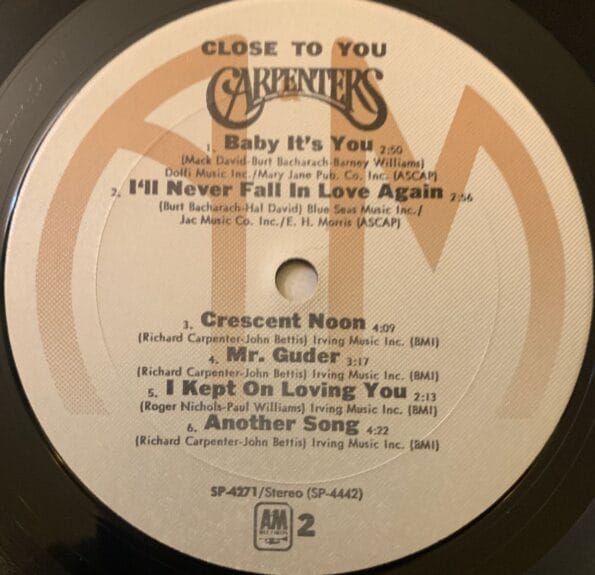 CLOSE TO YOU
CARPENTERS
1. Baby It's You 2:50
(Mack David-Burt Bacharach-Barney Williams)
Dolfi Music Inc./Mary Jane Pub. Co. Inc. (ASCAP)
2. I'll Never Fall In Love Again 2:56
(Burt Bacharach-Hal David) Blue Seas Music Inc./
Jac Music Co. Inc./E. H. Morris (ASCAP)
3. Crescent Noon 4:09
(Richard Carpenter-John Bettis) Irving Music Inc. (BMI)
4. Mr. Guder 3:17
(Richard Carpenter-John Bettis) Irving Music Inc. (BMI)
5. I Kept On Loving You 2:13
(Roger Nichols-Paul Williams) Irving Music Inc. (BMI)
6. Another Song 4:22
(Richard Carpenter-John Bettis) Irving Music Inc. (BMI)
SP-4271/Stereo (SP-4442)
AM 2